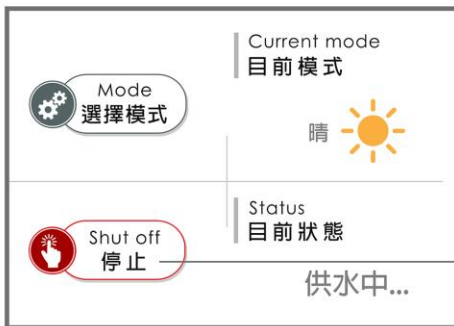 Current mode
目前模式
Mode
選擇模式
晴
Status
目前狀態
Shut off
停止
供水中...